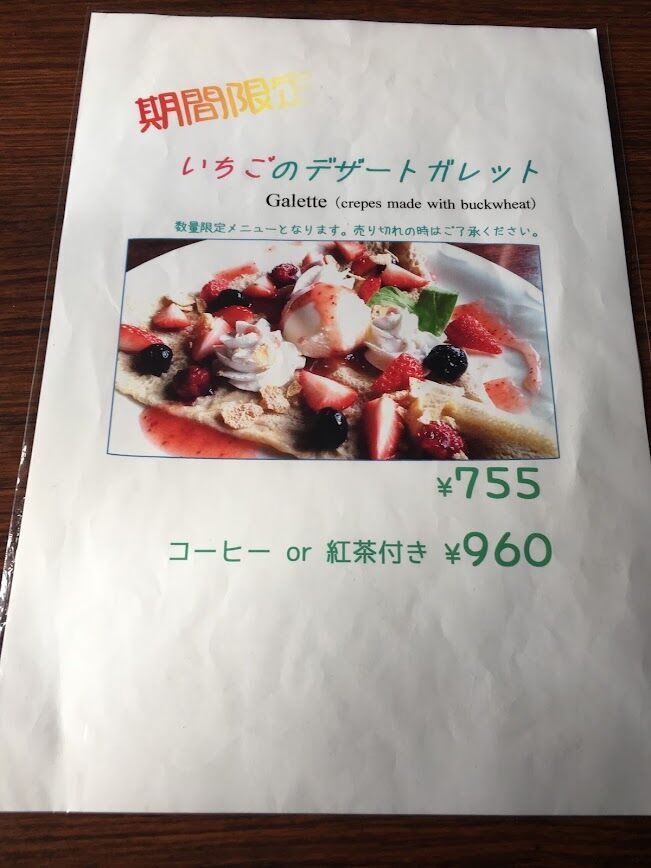 期間限定
いちごのデザートガレット
Galette (crepes made with buckwheat)
数量限定メニューとなります。売り切れの時はご了承ください。
¥755
コーヒー or 紅茶付き ¥960